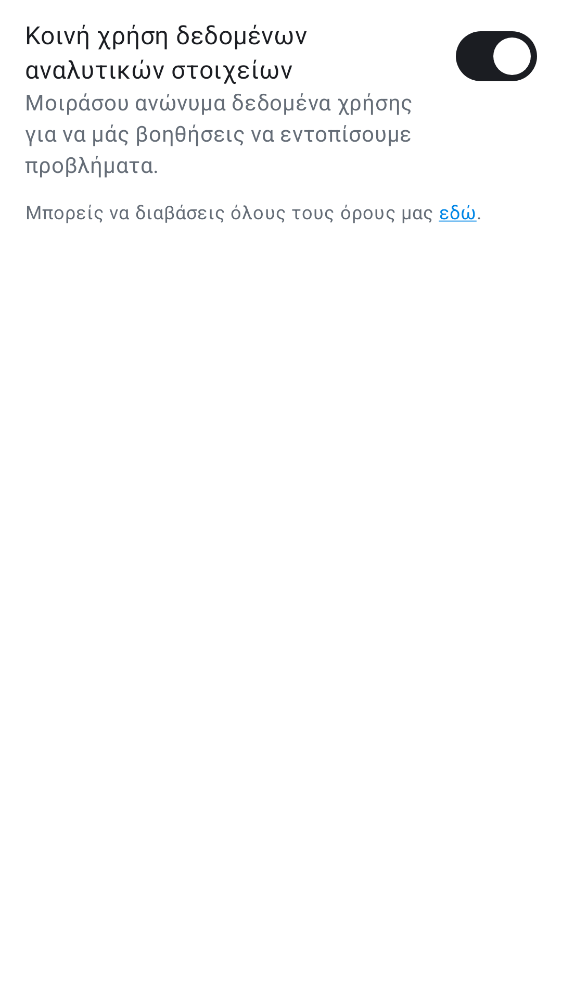 Κοινή χρήση δεδομένων
αναλυτικών στοιχείων
Μοιράσου ανώνυμα δεδομένα χρήσης
για να μάς βοηθήσεις να εντοπίσουμε
προβλήματα.
Μπορείς να διαβάσεις όλους τους όρους μας εδώ.